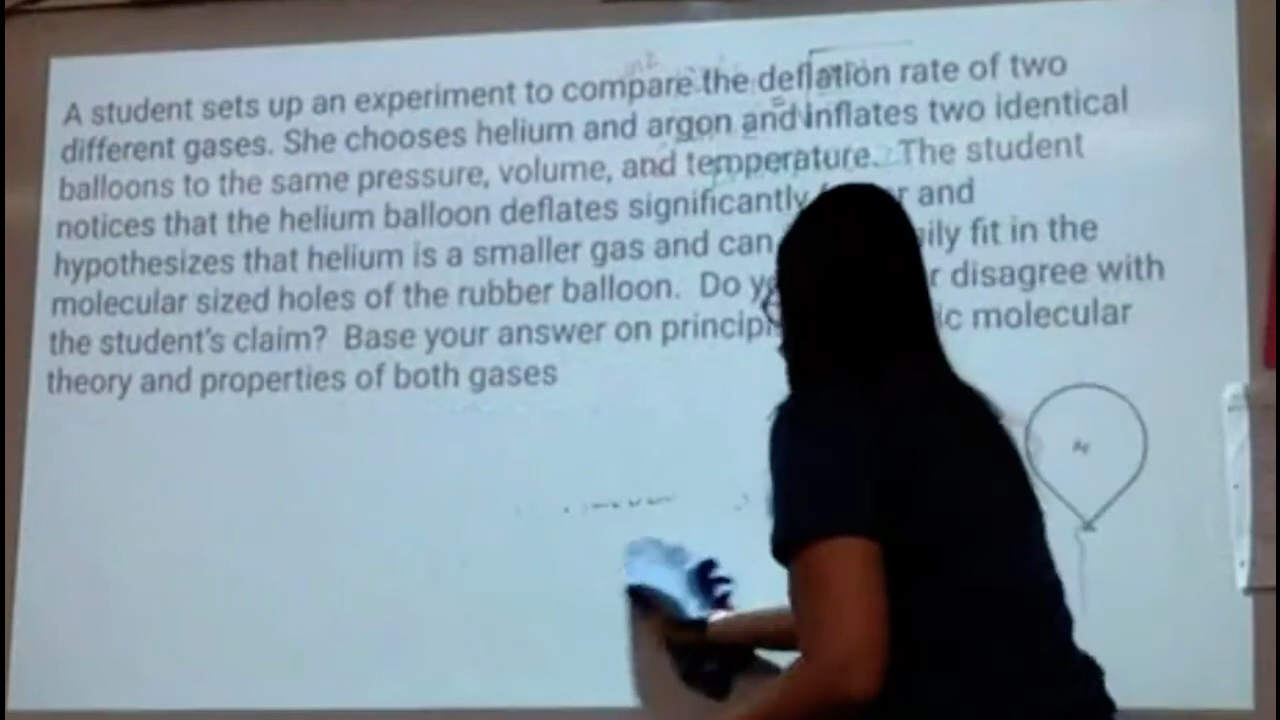 A student sets up an experiment to compare the deflation rate of two
different gases. She chooses helium and argon and inflates two identical
balloons to the same pressure, volume, and temperature. The student
notices that the helium balloon deflates significantly and
hypothesizes that helium is a smaller gas and can fit in the
molecular sized holes of the rubber balloon. Do disagree with
the student's claim? Base your answer on molecular
theory and properties of both gases